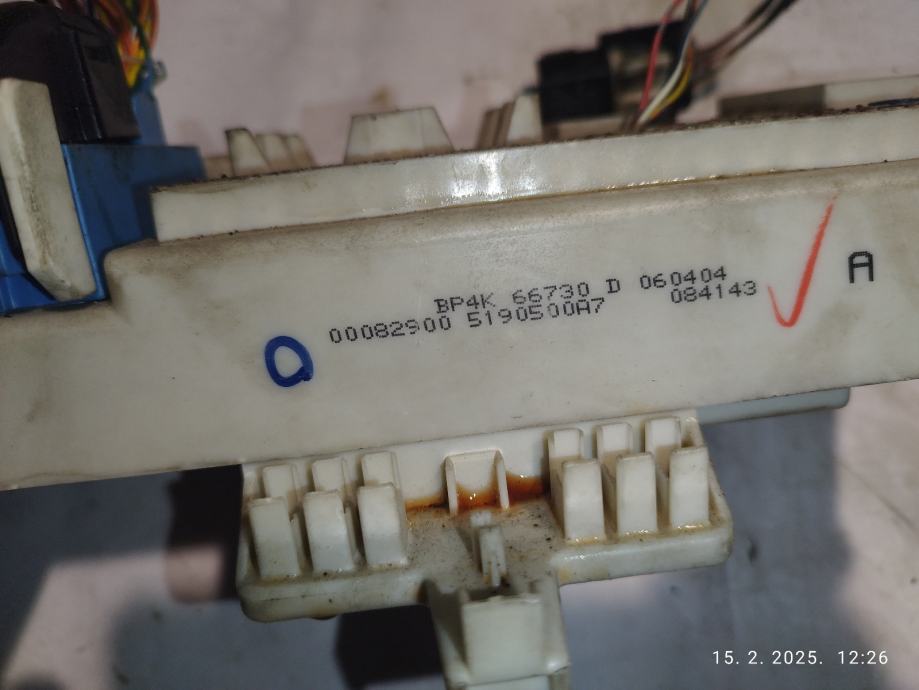 BP4K 66730 D 060404
00082900 5190500A7 084143
A
15. 2. 2025. 12:26